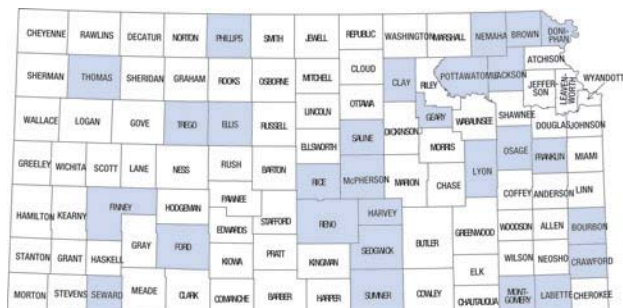 CHEYENNE RAWLINS DECATUR NORTON PHILLIPS SMITH JEWELL REPUBLIC WASHINGTON MARSHALL NEMAHA BROWN DONI-
PHAN
ATCHISON
SHERMAN THOMAS SHERIDAN GRAHAM ROOKS OSBORNE MITCHELL CLOUD CLAY RILEY POTTAWATOMIE JACKSON JEFFER-
SON LEAVEN-
WORTH WYANDOTTE
WALLACE LOGAN GOVE TREGO ELLIS RUSSELL LINCOLN OTTAWA DICKINSON GEARY WABAUNSEE SHAWNEE DOUGLAS JOHNSON
ELLSWORTH SALINE MORRIS OSAGE FRANKLIN MIAMI
GREELEY WICHITA SCOTT LANE NESS RUSH BARTON RICE McPHERSON MARION CHASE LYON COFFEY ANDERSON LINN
HAMILTON KEARNY FINNEY HODGEMAN PAWNEE STAFFORD RENO HARVEY BUTLER GREENWOOD WOODSON ALLEN BOURBON
EDWARDS
STANTON GRANT HASKELL GRAY FORD KIOWA PRATT KINGMAN SEDGWICK ELK WILSON NEOSHO CRAWFORD
MORTON STEVENS SEWARD MEADE CLARK COMANCHE BARBER HARPER SUMNER COWLEY CHAUTAUQUA MONT-
GOMERY LABETTE CHEROKEE